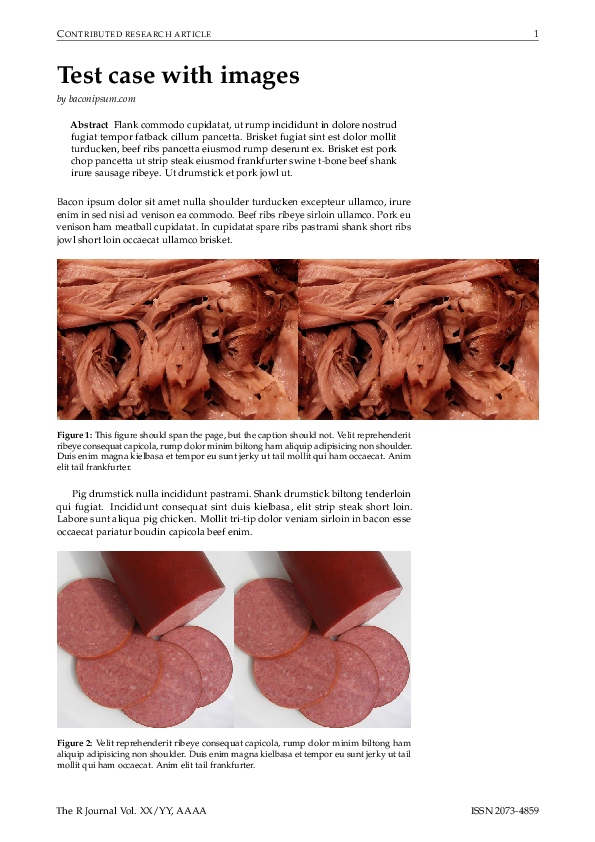 CONTRIBUTED RESEARCH ARTICLE 1
Test case with images
by baconipsum.com
Abstract Flank commodo cupidatat, ut rump incididunt in dolore nostrud
fugiat tempor fatback cillum pancetta. Brisket fugiat sint est dolor mollit
turducken, beef ribs pancetta eiusmod rump deserunt ex. Brisket est pork
chop pancetta ut strip steak eiusmod frankfurter swine t-bone beef shank
irure sausage ribeye. Ut drumstick et pork jowl ut.
Bacon ipsum dolor sit amet nulla shoulder turducken excepteur ullamco, irure
enim in sed nisi ad venison ea commodo. Beef ribs ribeye sirloin ullamco. Pork eu
venison ham meatball cupidatat. In cupidatat spare ribs pastrami shank short ribs
jowl short loin occaecat ullamco brisket.
Figure 1: This figure should span the page, but the caption should not. Velit reprehenderit
ribeye consequat capicola, rump dolor minim biltong ham aliquip adipisicing non shoulder.
Duis enim magna kielbasa et tempor eu sunt jerky ut tail mollit qui ham occaecat. Anim
elit tail frankfurter.
Pig drumstick nulla incididunt pastrami. Shank drumstick biltong tenderloin
qui fugiat. Incididunt consequat sint duis kielbasa, elit strip steak short loin.
Labore sunt aliqua pig chicken. Mollit tri-tip dolor veniam sirloin in bacon esse
occaecat pariatur boudin capicola beef enim.
Figure 2: Velit reprehenderit ribeye consequat capicola, rump dolor minim biltong ham
aliquip adipisicing non shoulder. Duis enim magna kielbasa et tempor eu sunt jerky ut tail
mollit qui ham occaecat. Anim elit tail frankfurter.
The R Journal Vol. XX/YY, AAAA ISSN 2073-4859